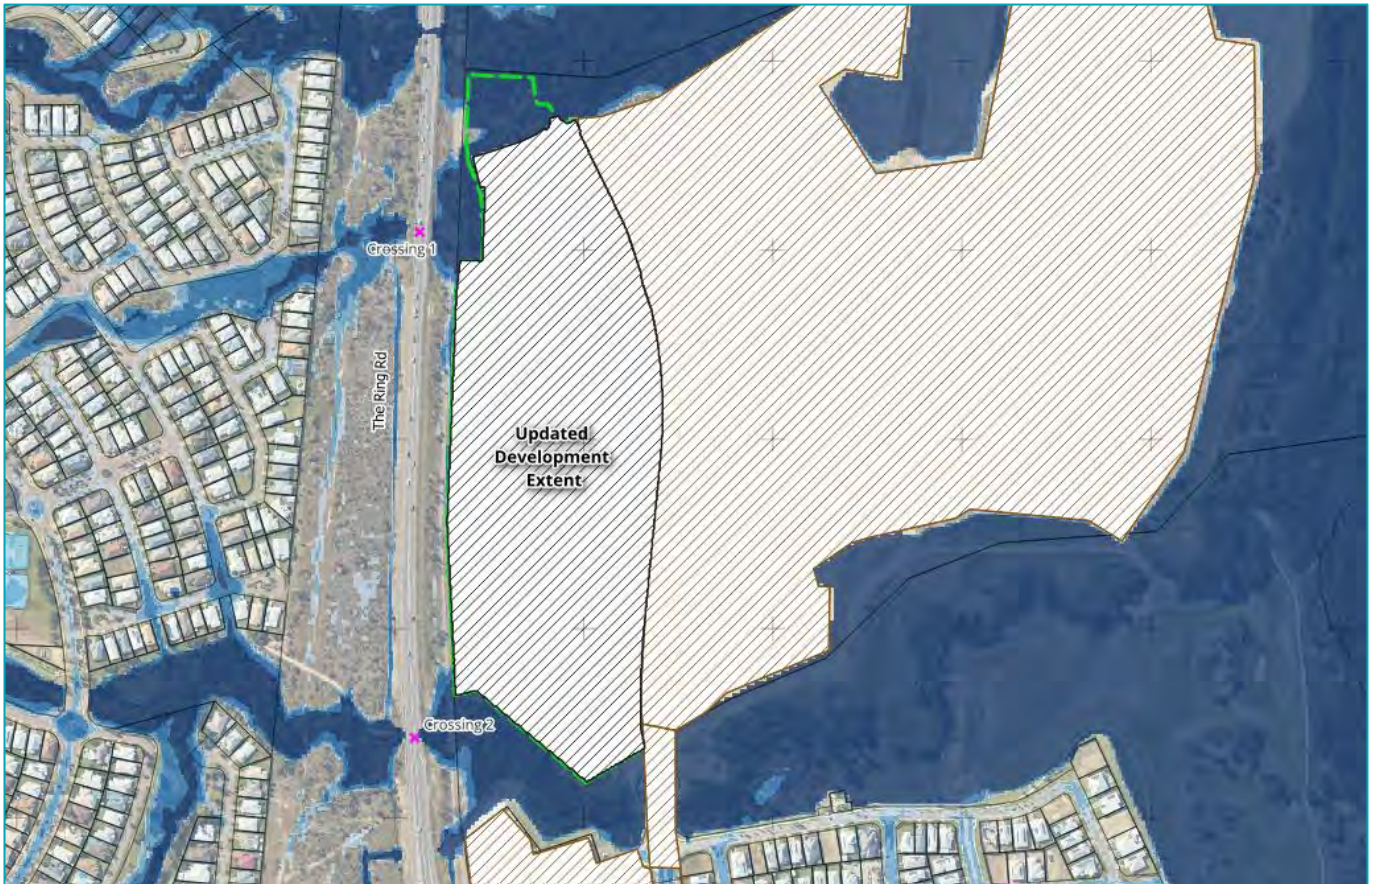 Crossing 1
The Ring Rd
Updated
Development
Extent
Crossing 2